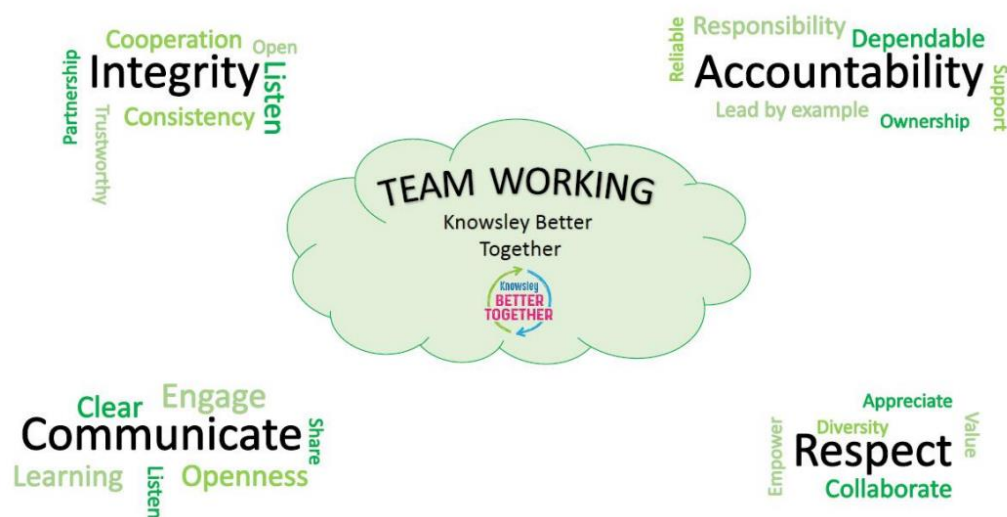 Cooperation
Open
Partnership
Integrity
Listen
Trustworthy
Consistency
Reliable
Responsibility
Dependable
Accountability
Support
Lead by example
Ownership
TEAM WORKING
Knowsley Better
Together
Knowsley
BETTER
TOGETHER
Clear
Engage
Communicate
Share
Learning
Listen
Openness
Appreciate
Empower
Diversity
Value
Respect
Collaborate